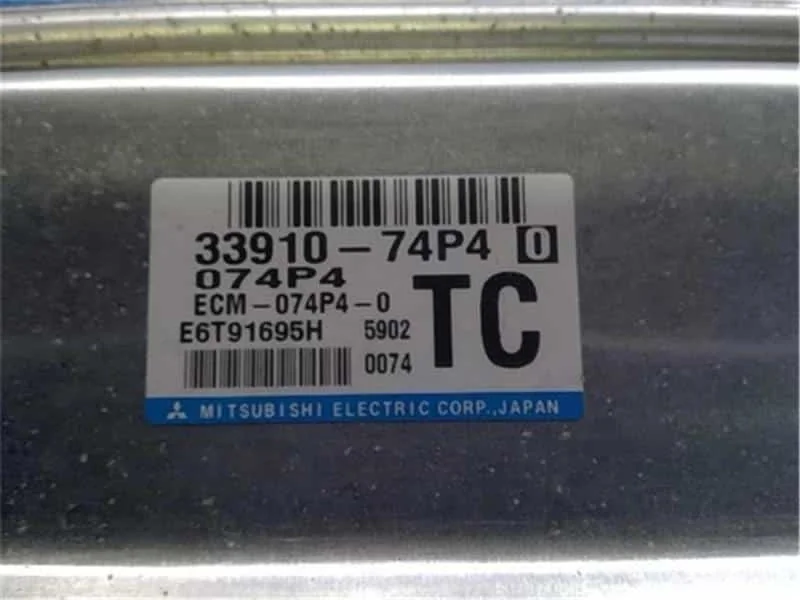 33910-74P4 0
074P4
ECM-074P4-0
TC
E6T91695H 5902
0074
MITSUBISHI ELECTRIC CORP.,JAPAN